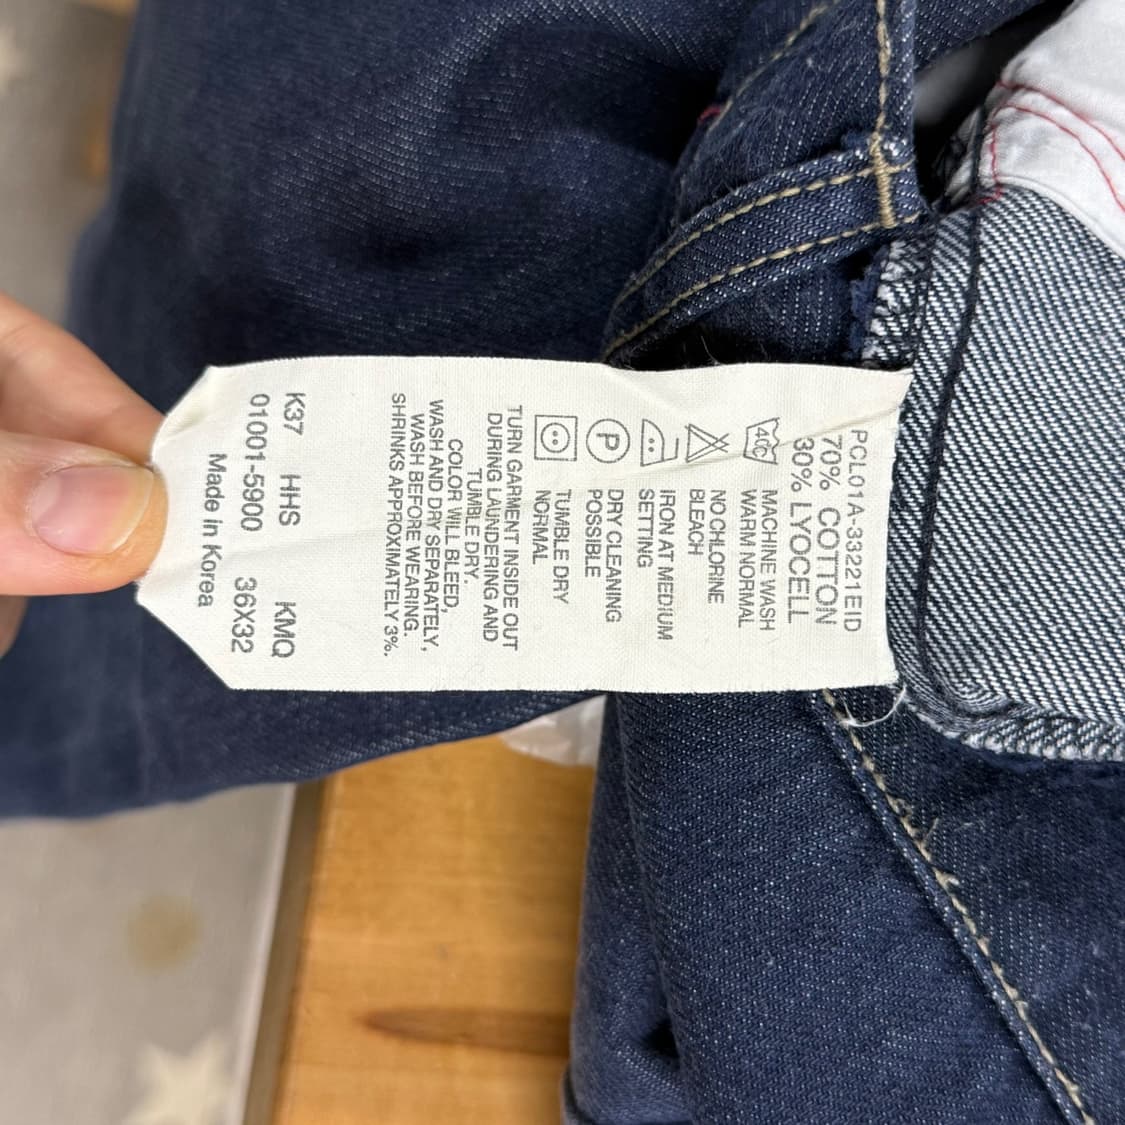 PCL01A-33221EID
70% COTTON
30% LYOCELL
40C
MACHINE WASH
WARM NORMAL
NO CHLORINE
BLEACH
IRON AT MEDIUM
SETTING
P
DRY CLEANING
POSSIBLE
TUMBLE DRY
NORMAL
TURN GARMENT INSIDE OUT
DURING LAUNDERING AND
TUMBLE DRY.
COLOR WILL BLEED,
WASH AND DRY SEPARATELY,
WASH BEFORE WEARING.
SHRINKS APPROXIMATELY 3%.
K37 HHS KMQ
01001-5900 36X32
Made in Korea